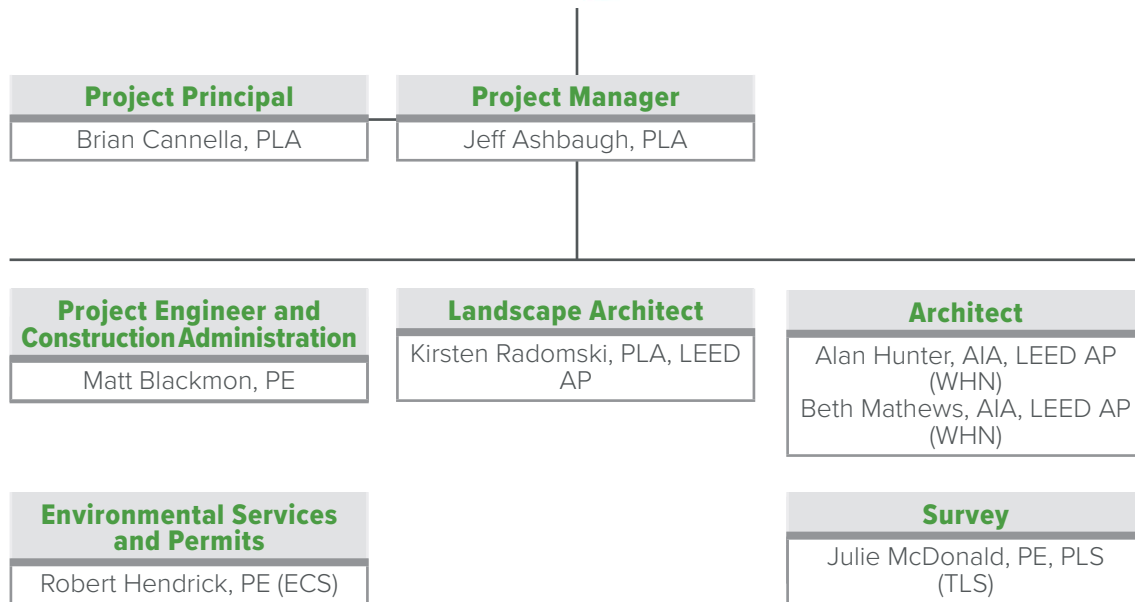 Project Principal
Brian Cannella, PLA
Project Manager
Jeff Ashbaugh, PLA
Project Engineer and
Construction Administration
Matt Blackmon, PE
Landscape Architect
Kirsten Radomski, PLA, LEED
AP
Architect
Alan Hunter, AIA, LEED AP
(WHN)
Beth Mathews, AIA, LEED AP
(WHN)
Environmental Services
and Permits
Robert Hendrick, PE (ECS)
Survey
Julie McDonald, PE, PLS
(TLS)